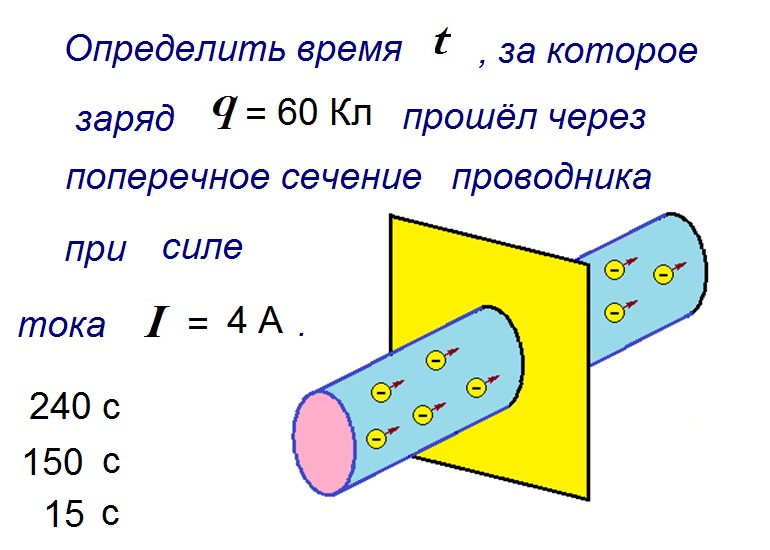 Определить время t , за которое
заряд q = 60 Кл прошёл через
поперечное сечение проводника
при силе
тока I = 4 А .
240 с
150 с
15 с